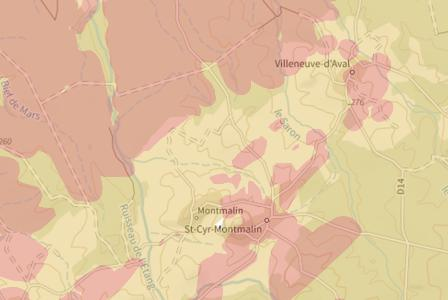 Villeneuve-d'Aval
276
Bief de Mars
le Saron
260
D14
Montmalin
St-Cyr-Montmalin
Ruisseau de l'Étang